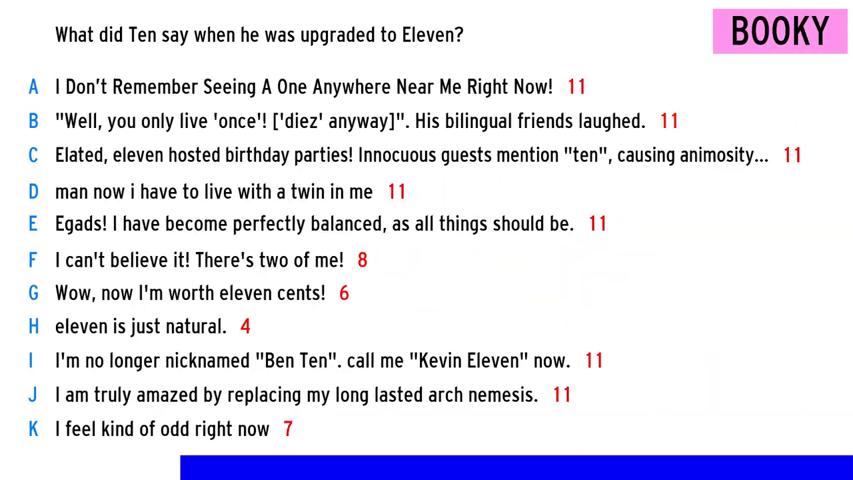 What did Ten say when he was upgraded to Eleven?
BOOKY
A I Don't Remember Seeing A One Anywhere Near Me Right Now! 11
B "Well, you only live 'once'! ['diez' anyway]". His bilingual friends laughed. 11
C Elated, eleven hosted birthday parties! Innocuous guests mention "ten", causing animosity... 11
D man now i have to live with a twin in me 11
E Egads! I have become perfectly balanced, as all things should be. 11
F I can't believe it! There's two of me! 8
G Wow, now I'm worth eleven cents! 6
H eleven is just natural. 4
I I'm no longer nicknamed "Ben Ten". call me "Kevin Eleven" now. 11
J I am truly amazed by replacing my long lasted arch nemesis. 11
K I feel kind of odd right now 7